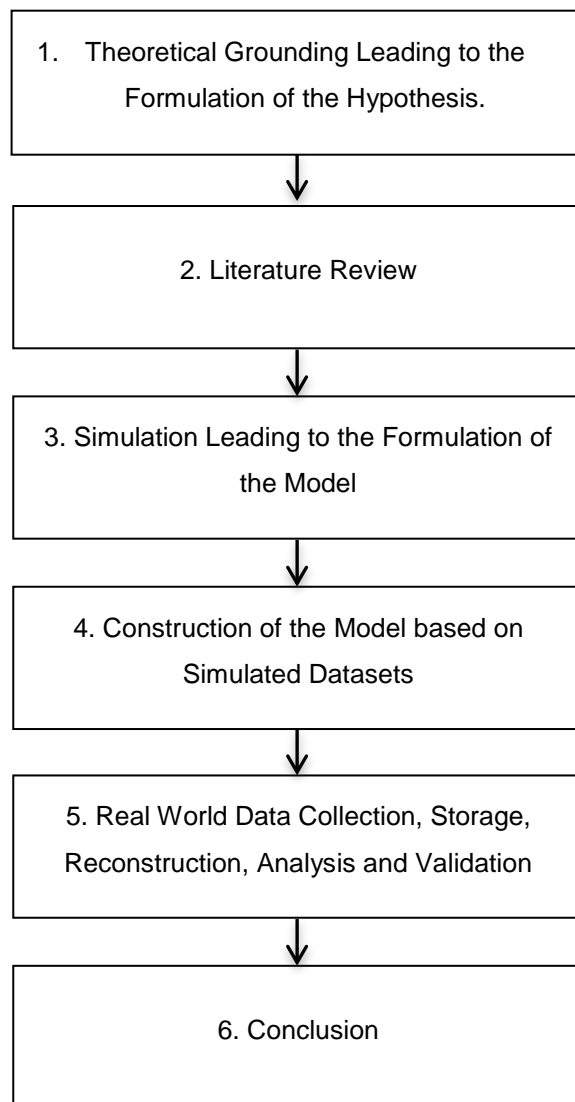 1. Theoretical Grounding Leading to the
Formulation of the Hypothesis.
2. Literature Review
3. Simulation Leading to the Formulation of
the Model
4. Construction of the Model based on
Simulated Datasets
5. Real World Data Collection, Storage,
Reconstruction, Analysis and Validation
6. Conclusion